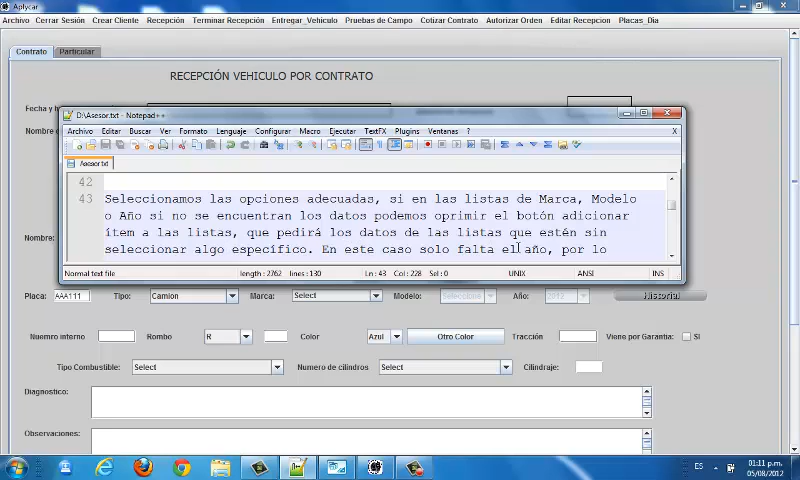 Aplycar
Archivo Cerrar Sesión Crear Cliente Recepción Terminar Recepción Entregar_Vehiculo Pruebas de Campo Cotizar Contrato Autorizar Orden Editar Recepcion Placas_Dia
Contrato Particular
RECEPCIÓN VEHICULO POR CONTRATO
Fecha y h
Nombre d
D:\Asesor.txt - Notepad++
Archivo Editar Buscar Ver Formato Lenguaje Configurar Macro Ejecutar TextFX Plugins Ventanas ? X
Asesor.txt
42
43 Seleccionamos las opciones adecuadas, si en las listas de Marca, Modelo
o Año si no se encuentran los datos podemos oprimir el botón adicionar
ítem a las listas, que pedirá los datos de las listas que estén sin
seleccionar algo específico. En este caso solo falta el año, por lo
Normal text file length : 2762 lines : 130 Ln : 43 Col : 228 Sel : 0 UNIX ANSI INS
Nombre:
Placa: AAA111 Tipo: Camion Marca: Select Modelo: Año: 2012 Historial
Nuemro interno Rombo R Color Azul Otro Color Tracción Viene por Garantia: SI
Tipo Combustible: Select Numero de cilindros Select Cilindraje:
Diagnostico:
Observaciones:
ES 01:11 p.m.
05/08/2012